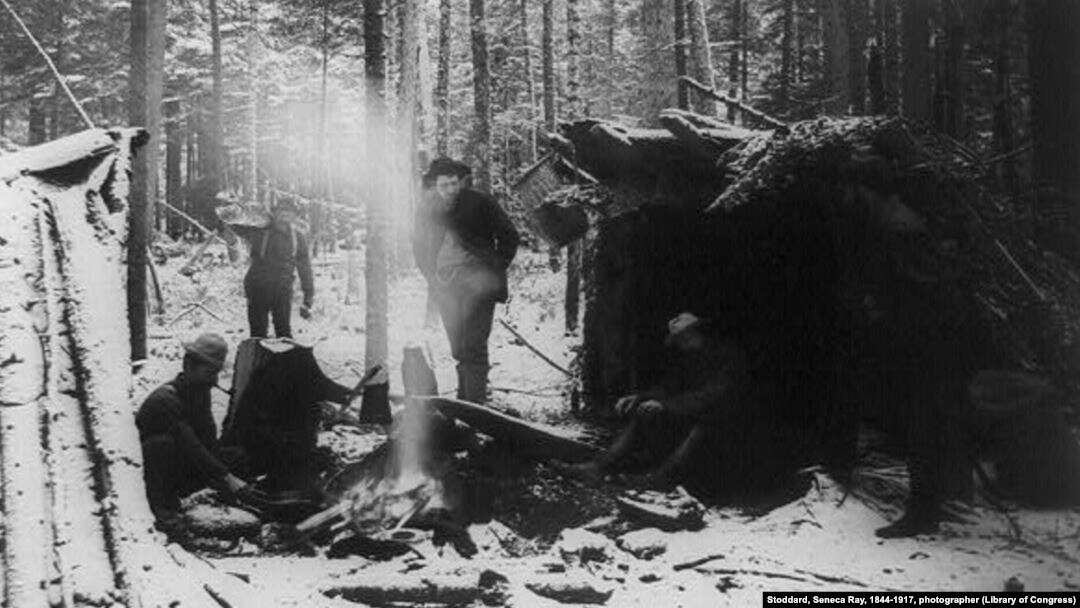 Stoddard, Seneca Ray, 1844-1917, photographer (Library of Congress)